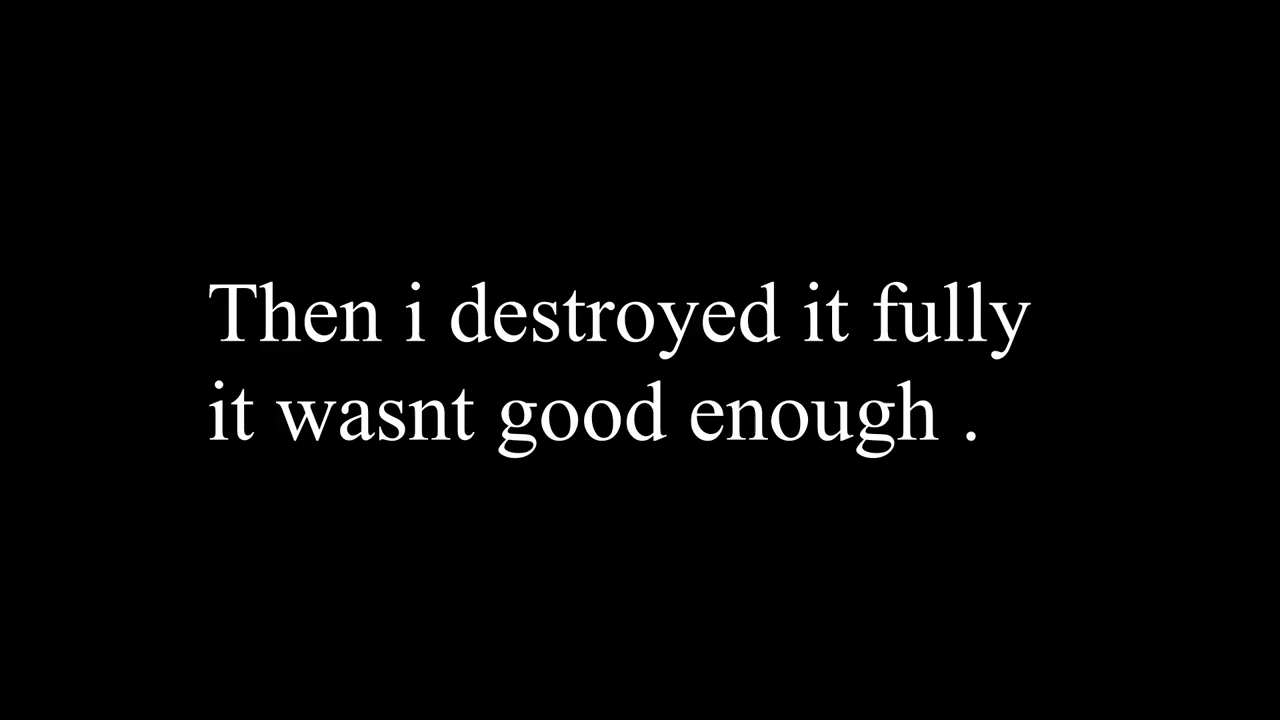 Then i destroyed it fully
it wasnt good enough .